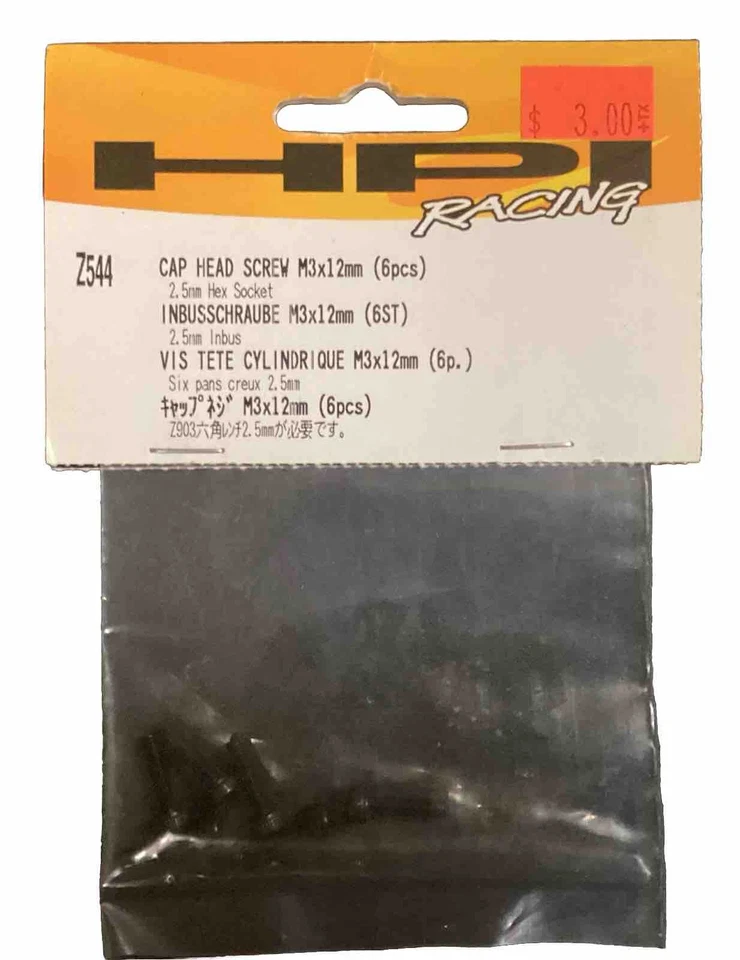 $ 3.00 +TX
HPI
RACING
Z544
CAP HEAD SCREW M3x12mm (6pcs)
2.5mm Hex Socket
INBUSSCHRAUBE M3x12mm (6ST)
2.5mm Inbus
VIS TETE CYLINDRIQUE M3x12mm (6p.)
Six pans creux 2.5mm
ｷｬｯﾌﾟﾈｼﾞ M3x12mm (6pcs)
Z903六角ﾚﾝﾁ2.5mmが必要です。